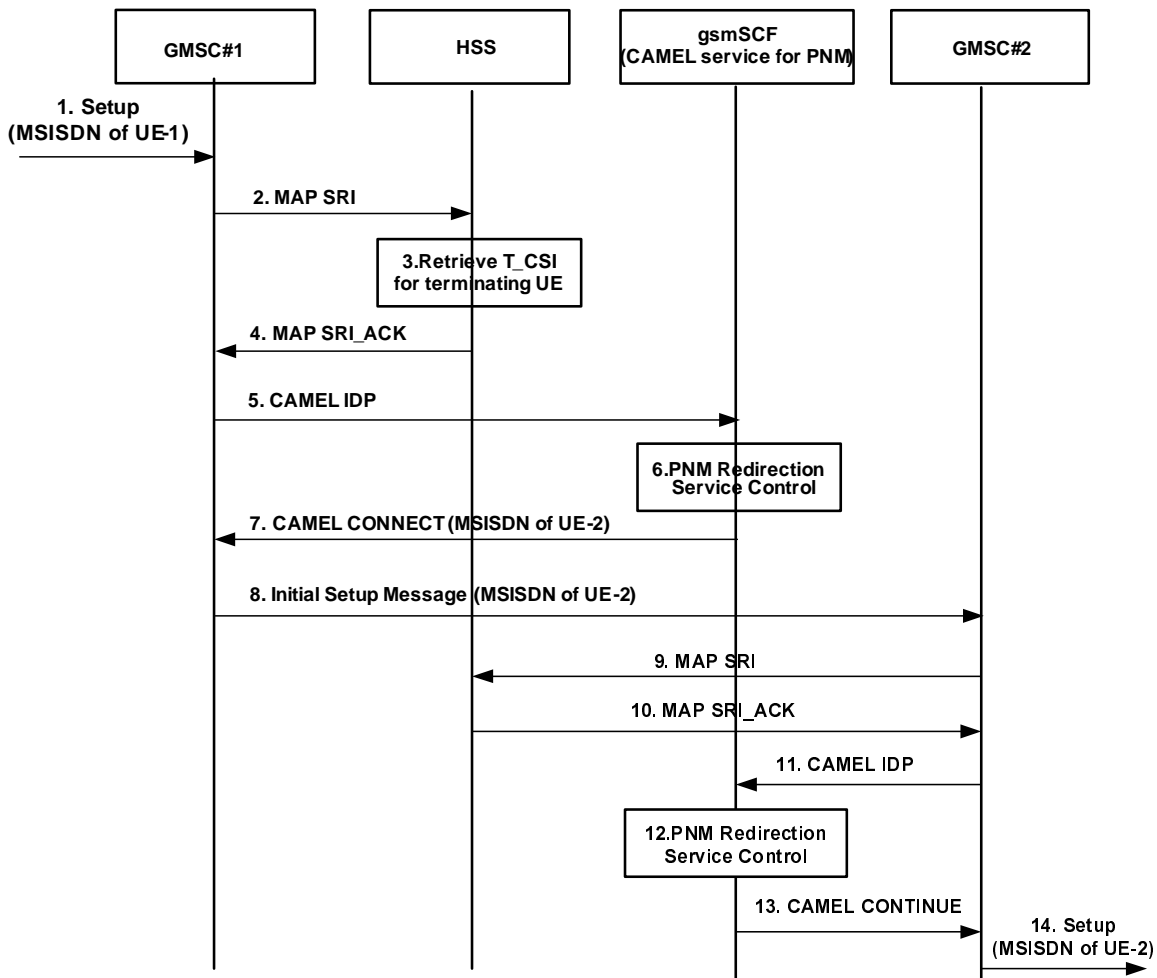 GMSC#1
HSS
gsmSCF
(CAMEL service for PNM)
GMSC#2
1. Setup
(MSISDN of UE-1)
2. MAP SRI
3.Retrieve T_CSI
for terminating UE
4. MAP SRI_ACK
5. CAMEL IDP
6.PNM Redirection
Service Control
7. CAMEL CONNECT (MSISDN of UE-2)
8. Initial Setup Message (MSISDN of UE-2)
9. MAP SRI
10. MAP SRI_ACK
11. CAMEL IDP
12.PNM Redirection
Service Control
13. CAMEL CONTINUE
14. Setup
(MSISDN of UE-2)